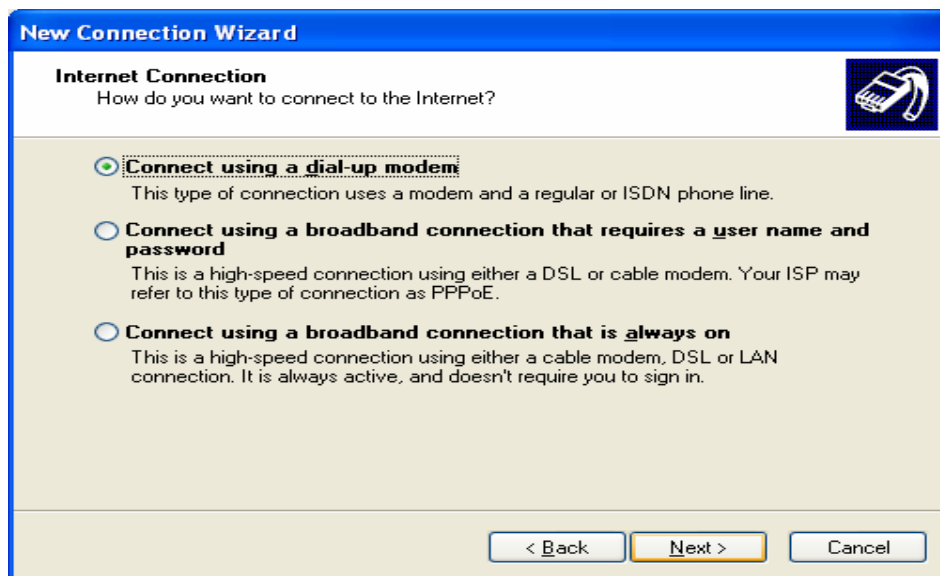 New Connection Wizard
Internet Connection
How do you want to connect to the Internet?
Connect using a dial-up modem
This type of connection uses a modem and a regular or ISDN phone line.
Connect using a broadband connection that requires a user name and
password
This is a high-speed connection using either a DSL or cable modem. Your ISP may
refer to this type of connection as PPPoE.
Connect using a broadband connection that is always on
This is a high-speed connection using either a cable modem, DSL or LAN
connection. It is always active, and doesn't require you to sign in.
< Back Next > Cancel